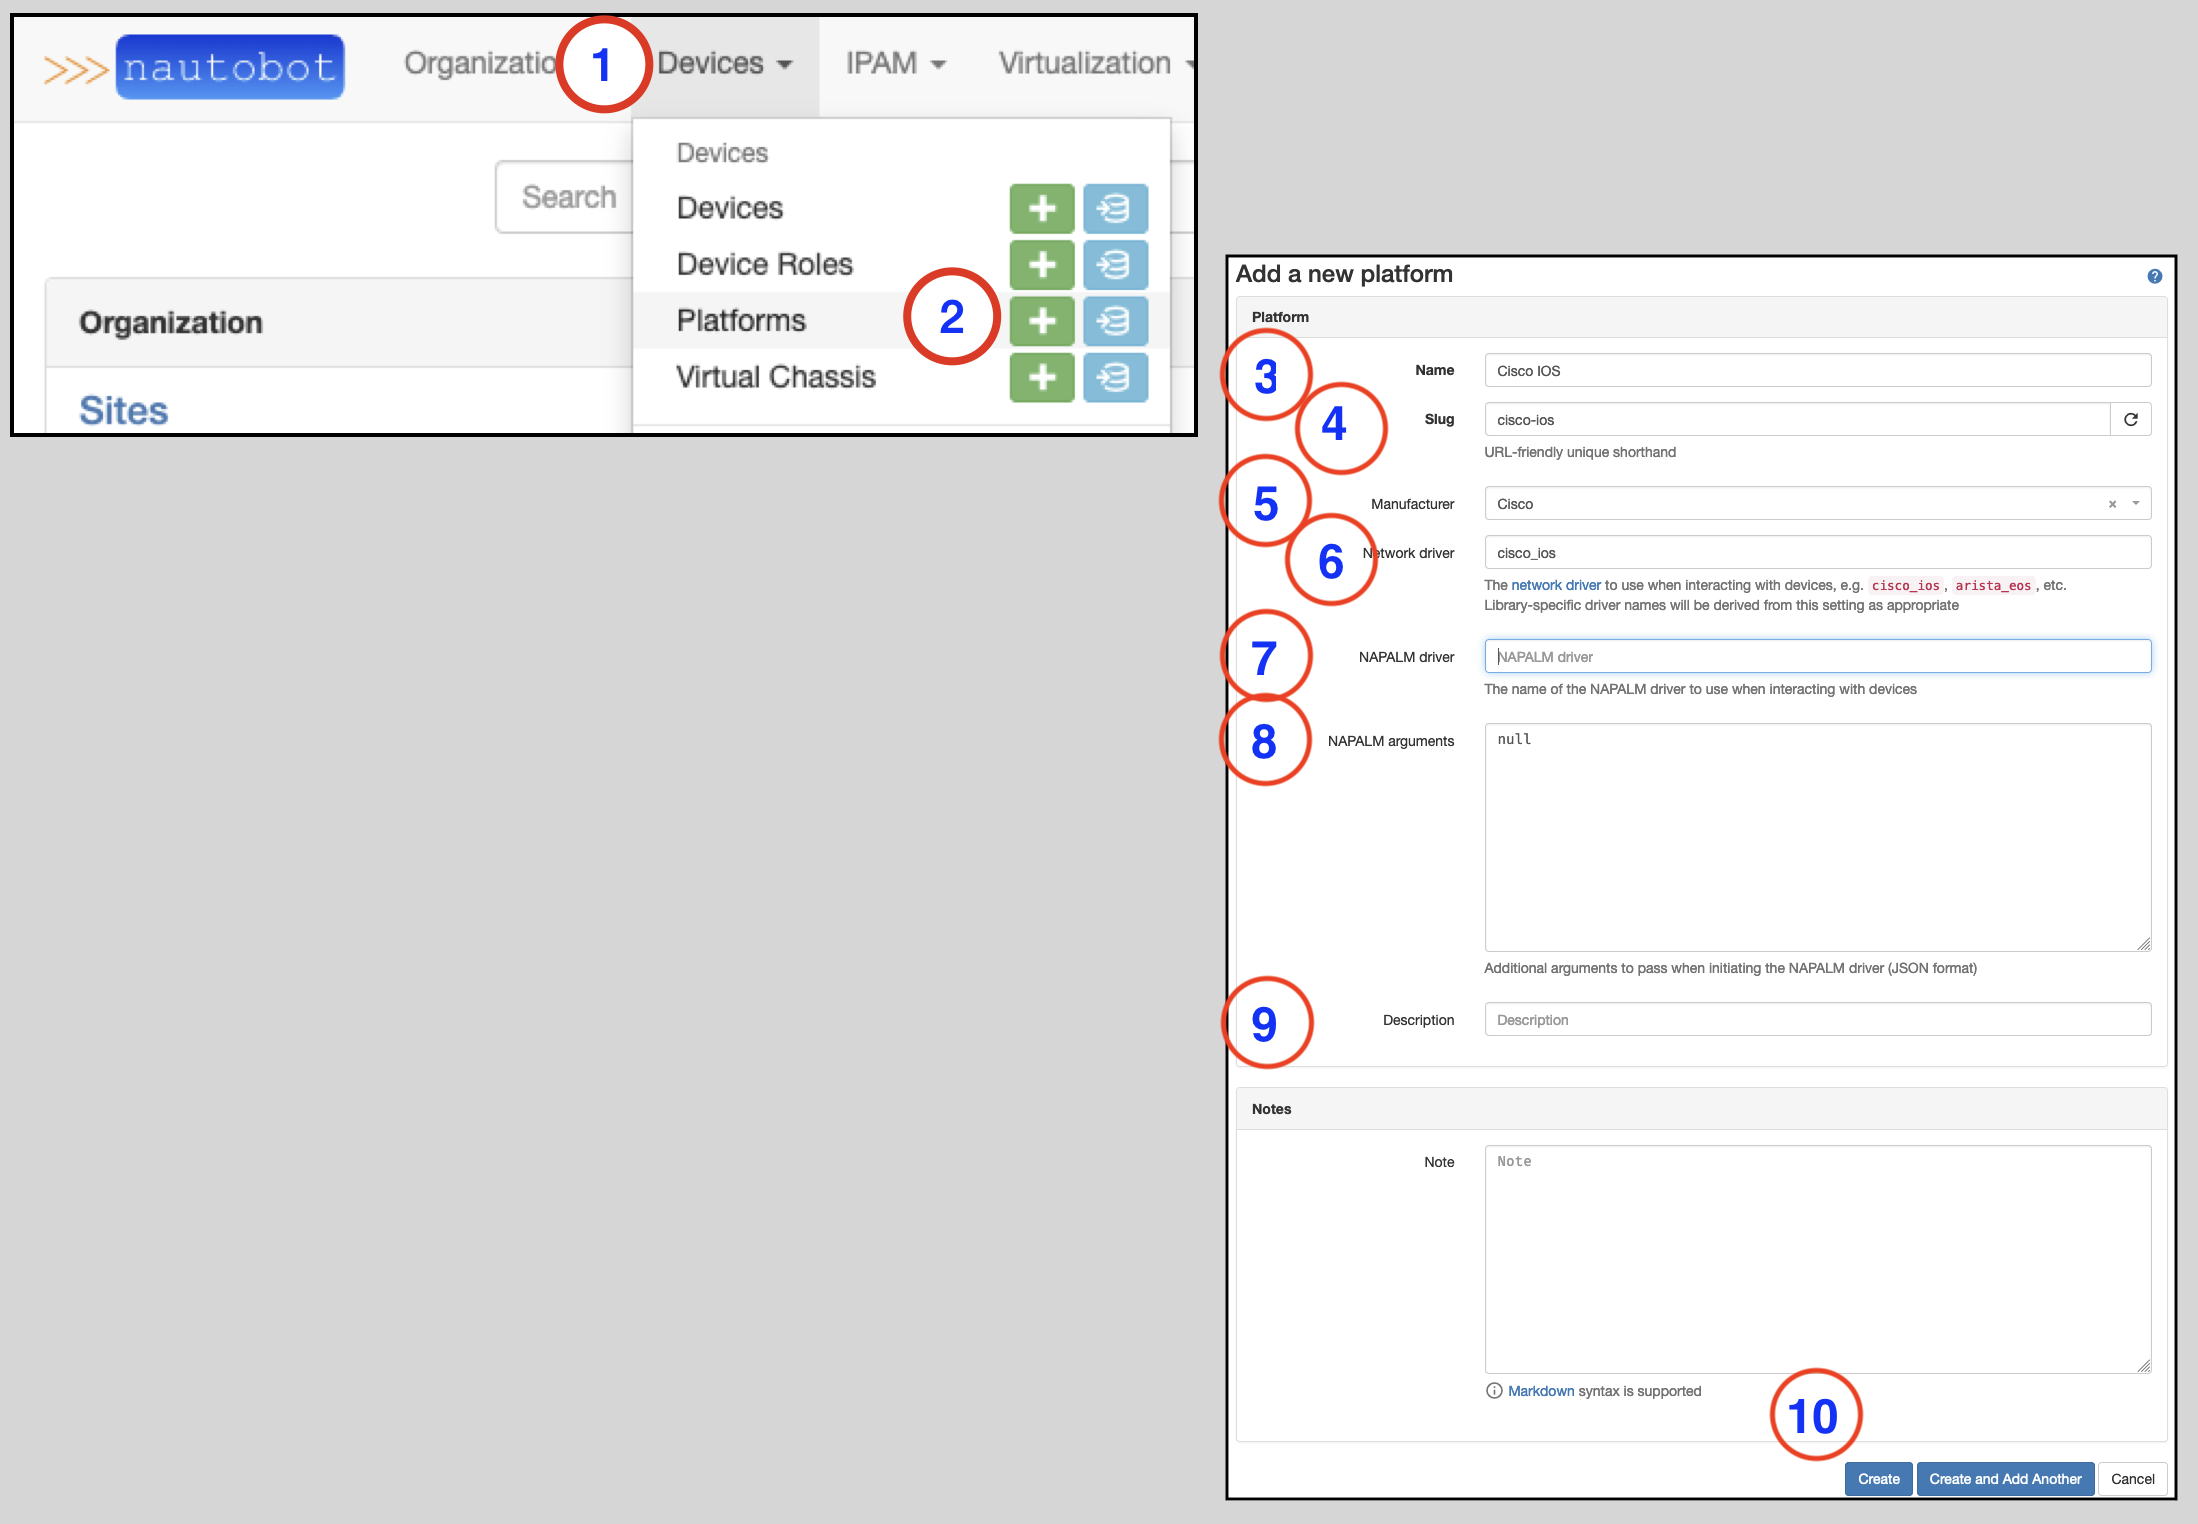 >>> nautobot Organizatio 1 Devices IPAM Virtualization
Search
Devices
Devices
Device Roles
Platforms 2
Virtual Chassis
Organization
Sites
Add a new platform ?
Platform
3 Name Cisco IOS
4 Slug cisco-ios
URL-friendly unique shorthand
5 Manufacturer Cisco × 
6 Network driver cisco_ios
The network driver to use when interacting with devices, e.g. cisco_ios, arista_eos, etc.
Library-specific driver names will be derived from this setting as appropriate
7 NAPALM driver NAPALM driver
The name of the NAPALM driver to use when interacting with devices
8 NAPALM arguments null
Additional arguments to pass when initiating the NAPALM driver (JSON format)
9 Description Description
Notes
Note Note
Markdown syntax is supported
10
Create Create and Add Another Cancel